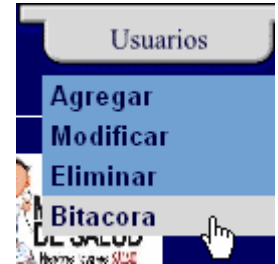 Usuarios
Agregar
Modificar
Eliminar
Bitacora
DE SALUD